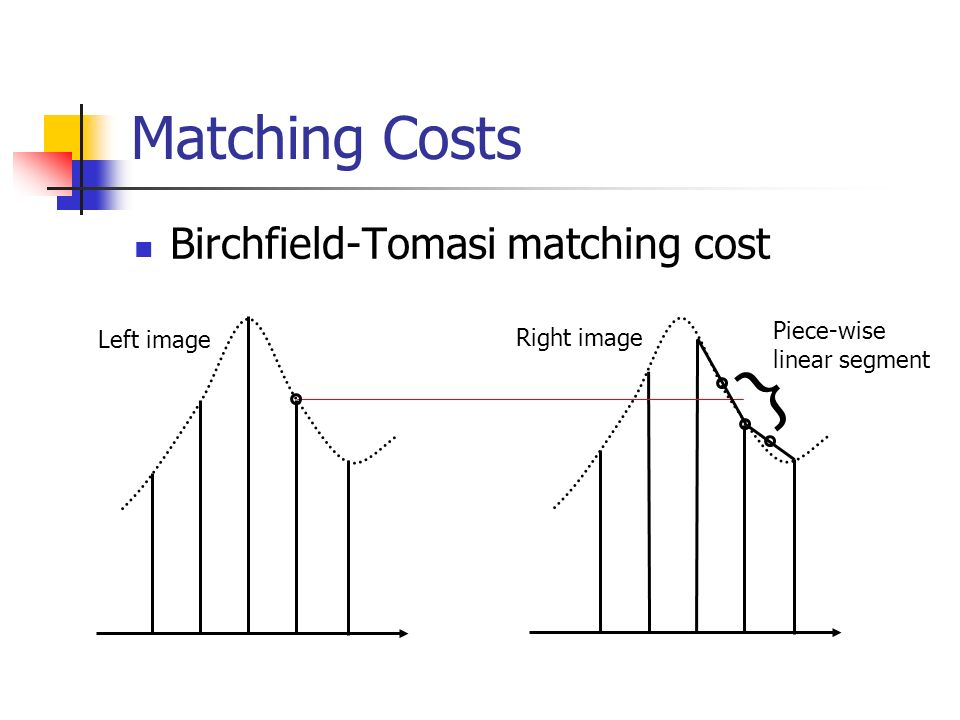 Matching Costs
Birchfield-Tomasi matching cost
Left image
Right image
Piece-wise
linear segment